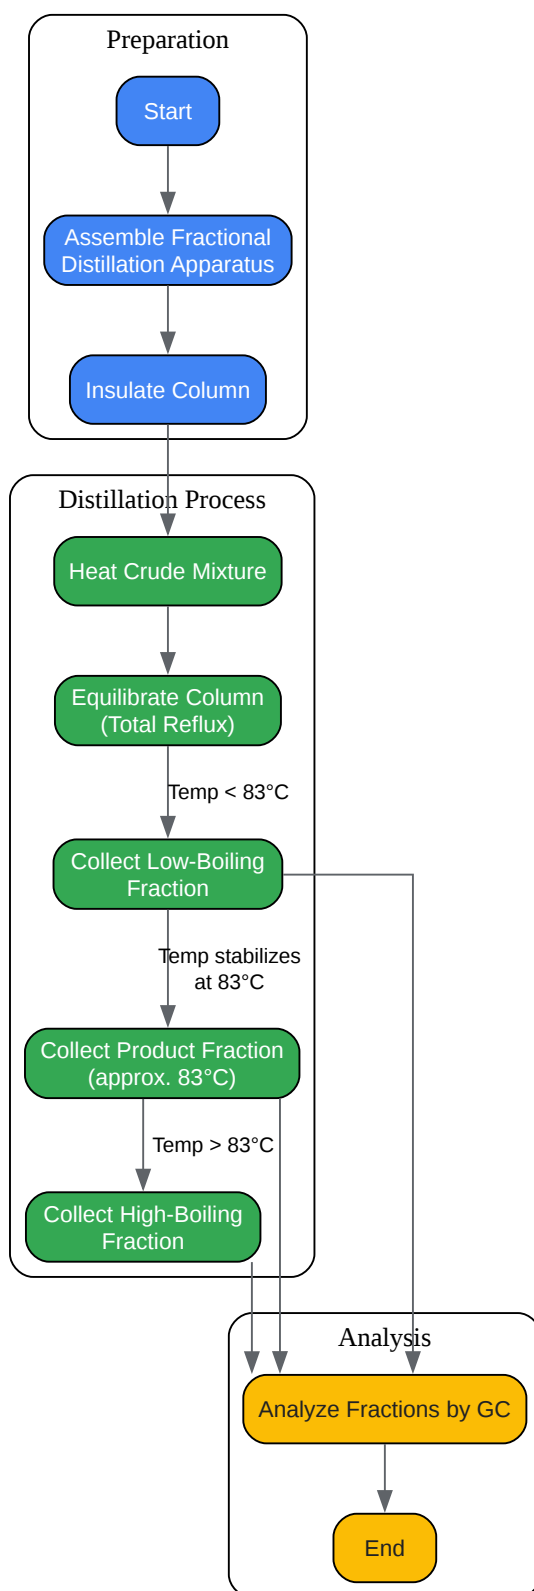 Preparation
Start
Assemble Fractional
Distillation Apparatus
Insulate Column
Distillation Process
Heat Crude Mixture
Equilibrate Column
(Total Reflux)
Temp < 83°C
Collect Low-Boiling
Fraction
Temp stabilizes
at 83°C
Collect Product Fraction
(approx. 83°C)
Temp > 83°C
Collect High-Boiling
Fraction
Analysis
Analyze Fractions by GC
End